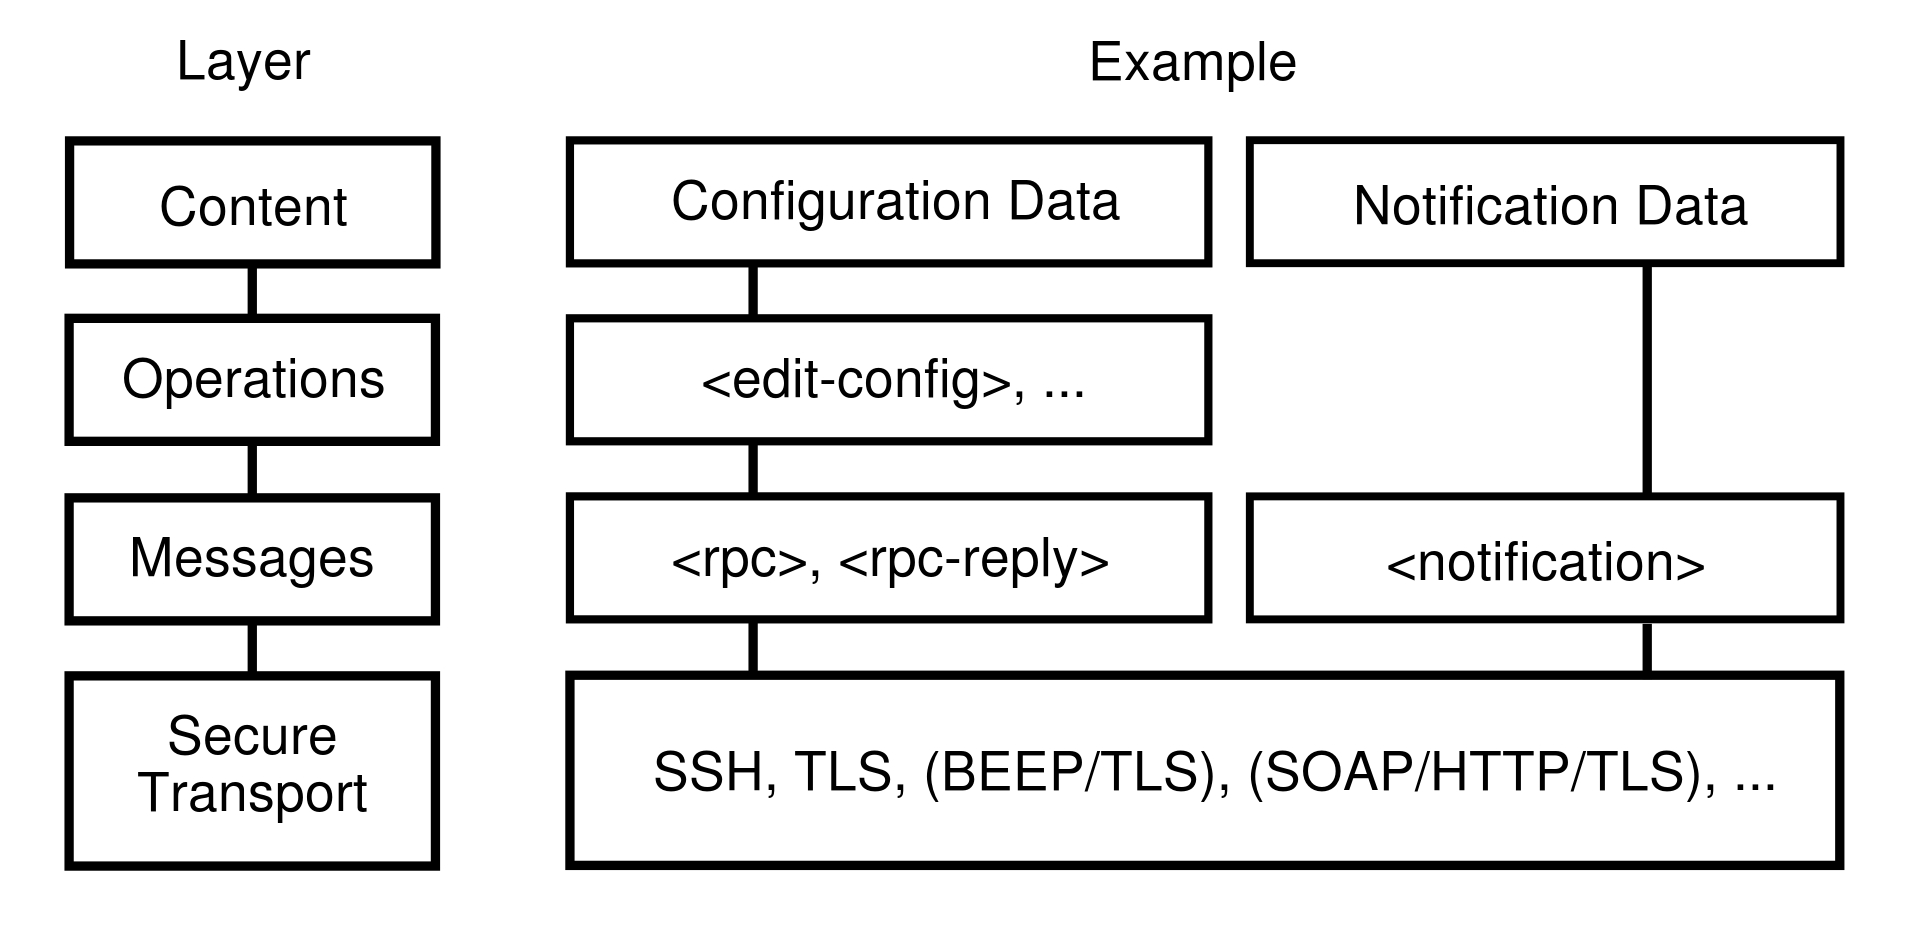 Layer
Example
Content
Configuration Data
Notification Data
Operations
<edit-config>, ...
Messages
<rpc>, <rpc-reply>
<notification>
Secure
Transport
SSH, TLS, (BEEP/TLS), (SOAP/HTTP/TLS), ...